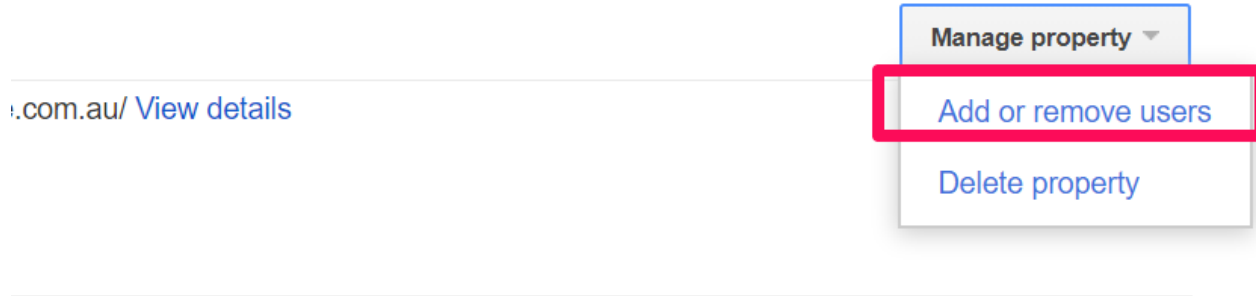 Manage property
.com.au/ View details
Add or remove users
Delete property